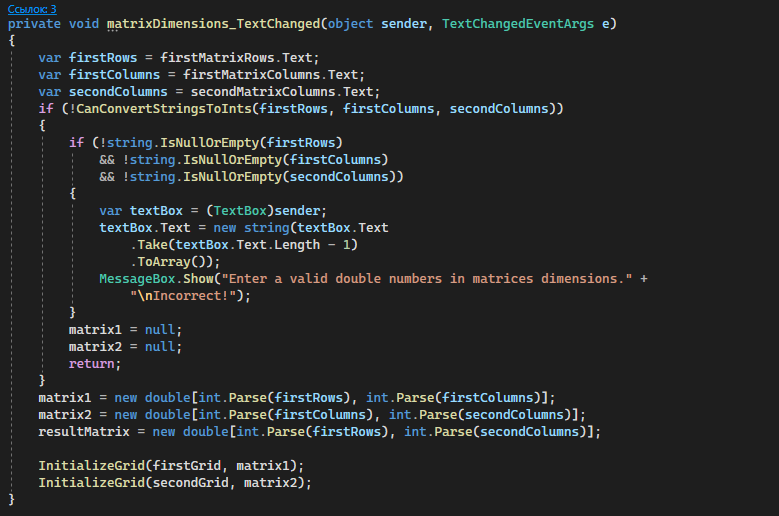 Ссылок: 3
private void matrixDimensions_TextChanged(object sender, TextChangedEventArgs e)
{
    var firstRows = firstMatrixRows.Text;
    var firstColumns = firstMatrixColumns.Text;
    var secondColumns = secondMatrixColumns.Text;
    if (!CanConvertStringsToInts(firstRows, firstColumns, secondColumns))
    {
        if (!string.IsNullOrEmpty(firstRows)
            && !string.IsNullOrEmpty(firstColumns)
            && !string.IsNullOrEmpty(secondColumns))
        {
            var textBox = (TextBox)sender;
            textBox.Text = new string(textBox.Text
                .Take(textBox.Text.Length - 1)
                .ToArray());
            MessageBox.Show("Enter a valid double numbers in matrices dimensions." +
                "\nIncorrect!");
        }
        matrix1 = null;
        matrix2 = null;
        return;
    }
    matrix1 = new double[int.Parse(firstRows), int.Parse(firstColumns)];
    matrix2 = new double[int.Parse(firstColumns), int.Parse(secondColumns)];
    resultMatrix = new double[int.Parse(firstRows), int.Parse(secondColumns)];

    InitializeGrid(firstGrid, matrix1);
    InitializeGrid(secondGrid, matrix2);
}